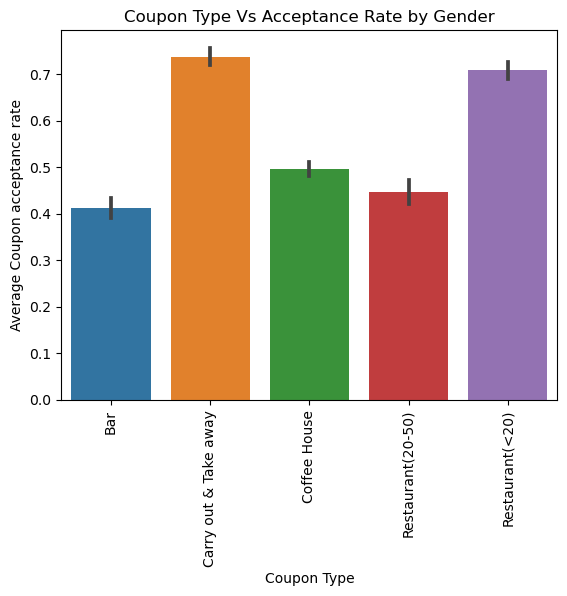 Coupon Type Vs Acceptance Rate by Gender
Average Coupon acceptance rate
0.7
0.6
0.5
0.4
0.3
0.2
0.1
0.0
Bar
Carry out & Take away
Coffee House
Restaurant(20-50)
Restaurant(<20)
Coupon Type